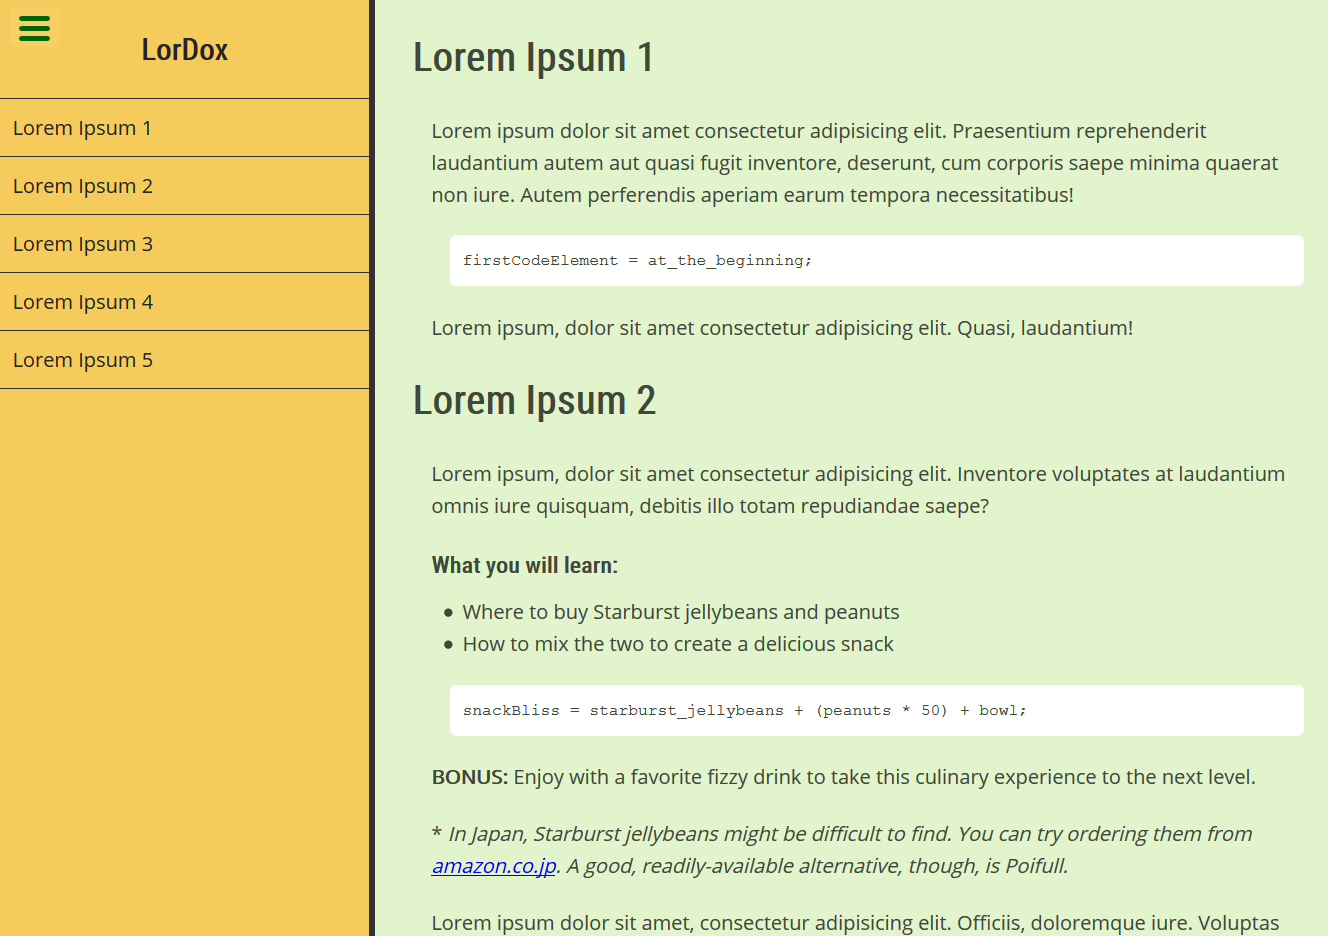 LorDox
Lorem Ipsum 1
Lorem Ipsum 2
Lorem Ipsum 3
Lorem Ipsum 4
Lorem Ipsum 5
Lorem Ipsum 1
Lorem ipsum dolor sit amet consectetur adipisicing elit. Praesentium reprehenderit
laudantium autem aut quasi fugit inventore, deserunt, cum corporis saepe minima quaerat
non iure. Autem perferendis aperiam earum tempora necessitatibus!
firstCodeElement = at_the_beginning;
Lorem ipsum, dolor sit amet consectetur adipisicing elit. Quasi, laudantium!
Lorem Ipsum 2
Lorem ipsum, dolor sit amet consectetur adipisicing elit. Inventore voluptates at laudantium
omnis iure quisquam, debitis illo totam repudiandae saepe?
What you will learn:
• Where to buy Starburst jellybeans and peanuts
• How to mix the two to create a delicious snack
snackBliss = starburst_jellybeans + (peanuts * 50) + bowl;
BONUS: Enjoy with a favorite fizzy drink to take this culinary experience to the next level.
* In Japan, Starburst jellybeans might be difficult to find. You can try ordering them from
amazon.co.jp. A good, readily-available alternative, though, is Poifull.
Lorem ipsum dolor sit amet, consectetur adipisicing elit. Officiis, doloremque iure. Voluptas